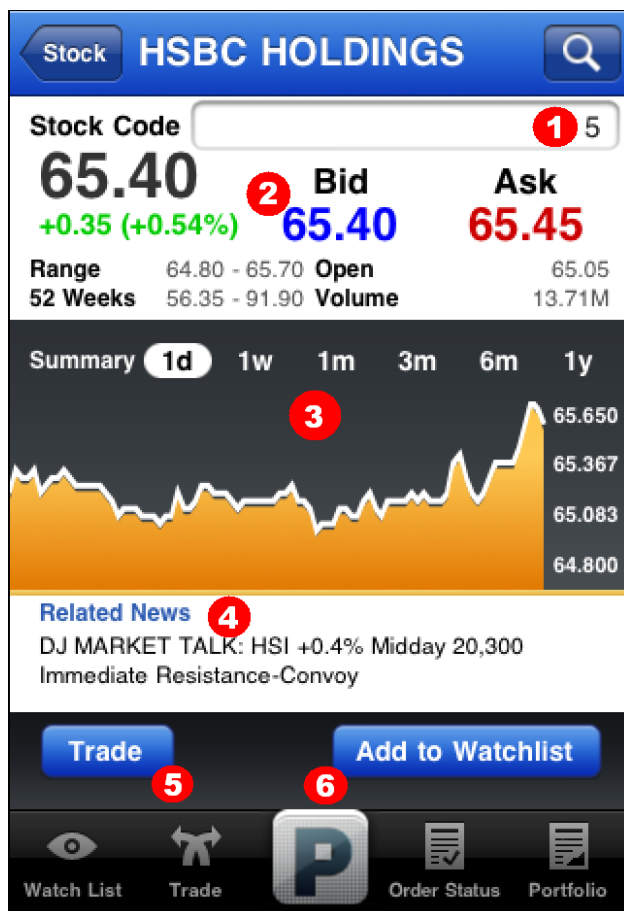 Stock HSBC HOLDINGS
Stock Code 1 5
65.40
+0.35 (+0.54%)
2
Bid Ask
65.40 65.45
Range 64.80 - 65.70 Open 65.05
52 Weeks 56.35 - 91.90 Volume 13.71M
Summary 1d 1w 1m 3m 6m 1y
3
65.650
65.367
65.083
64.800
Related News 4
DJ MARKET TALK: HSI +0.4% Midday 20,300
Immediate Resistance-Convoy
Trade Add to Watchlist
5 6
P
Watch List Trade Order Status Portfolio